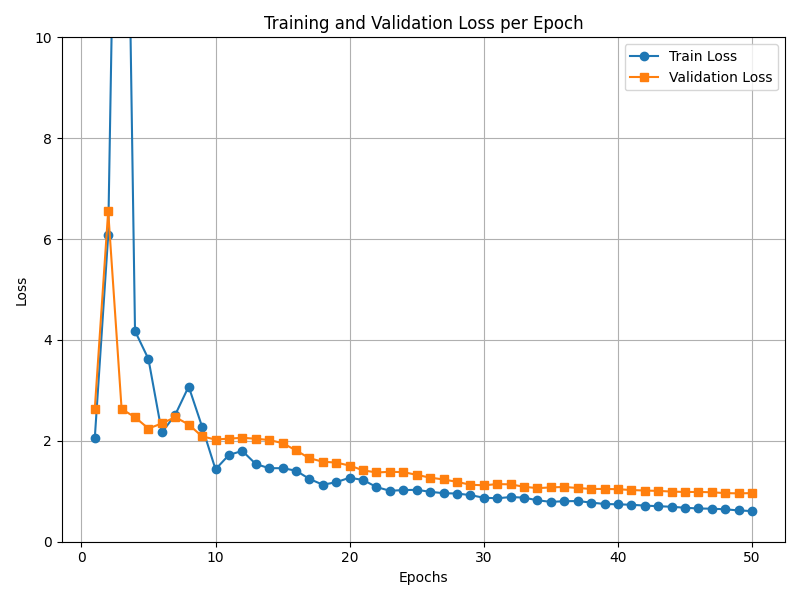 Training and Validation Loss per Epoch
Train Loss
Validation Loss
10
8
6
4
2
0
Loss
0 10 20 30 40 50
Epochs